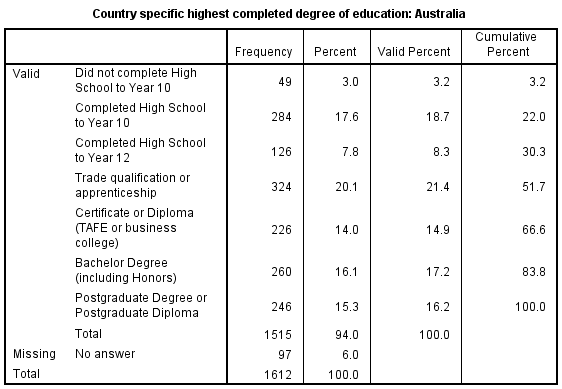 Country specific highest completed degree of education: Australia
Frequency Percent Valid Percent Cumulative Percent
Valid Did not complete High School to Year 10 49 3.0 3.2 3.2
Completed High School to Year 10 284 17.6 18.7 22.0
Completed High School to Year 12 126 7.8 8.3 30.3
Trade qualification or apprenticeship 324 20.1 21.4 51.7
Certificate or Diploma (TAFE or business college) 226 14.0 14.9 66.6
Bachelor Degree (including Honors) 260 16.1 17.2 83.8
Postgraduate Degree or Postgraduate Diploma 246 15.3 16.2 100.0
Total 1515 94.0 100.0
Missing No answer 97 6.0
Total 1612 100.0